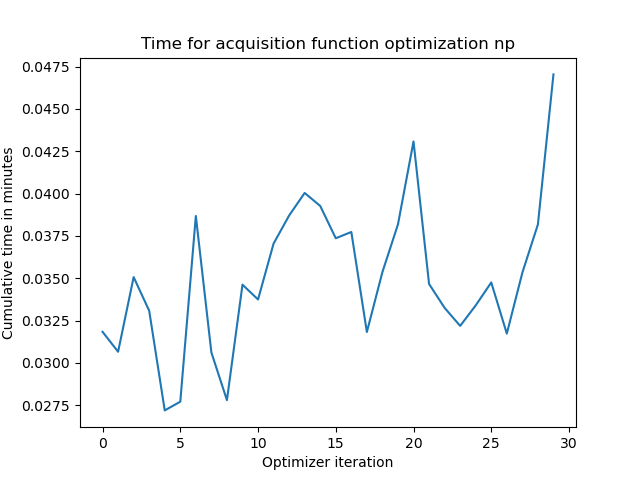 Time for acquisition function optimization np
Cumulative time in minutes
0.0475
0.0450
0.0425
0.0400
0.0375
0.0350
0.0325
0.0300
0.0275
0 5 10 15 20 25 30
Optimizer iteration